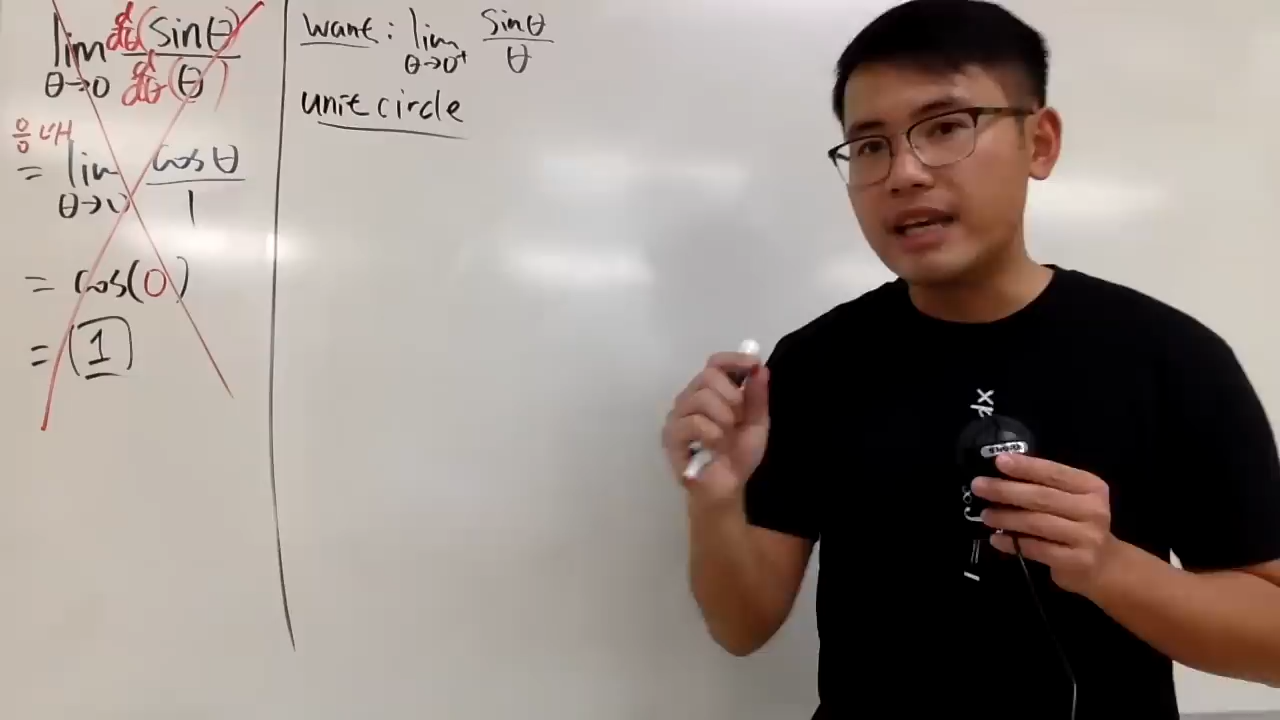 lim d/dθ (sinθ) / d/dθ (θ)
θ→0
0/0 L'H
= lim cosθ / 1
θ→0
= cos(0)
= 1
want: lim sinθ / θ
θ→0⁺
unit circle